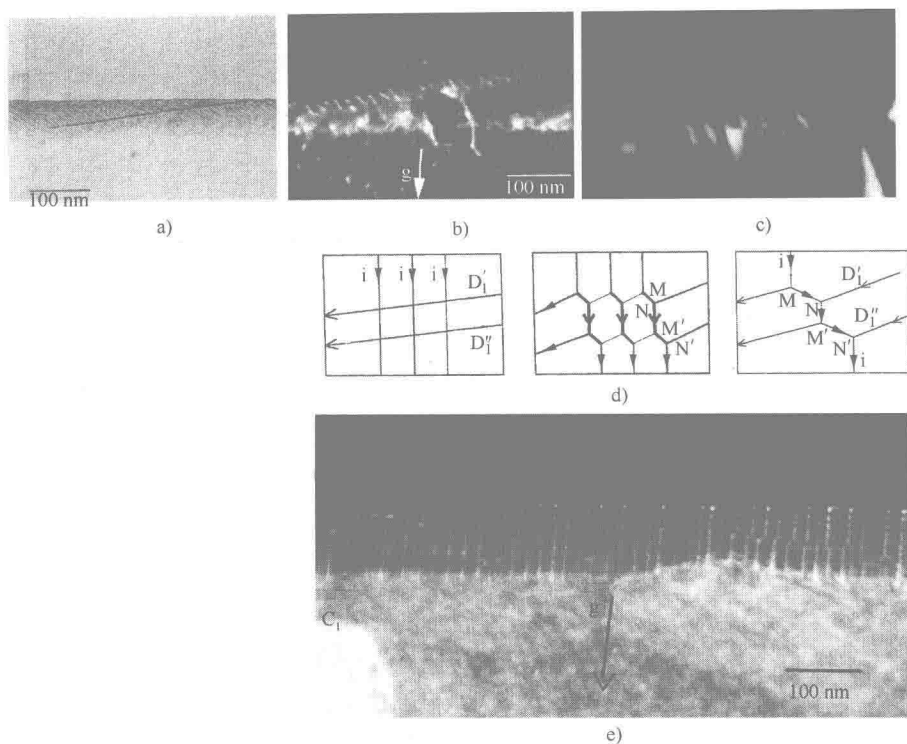 100 nm
a)
g
100 nm
b)
c)
i i i
D₁′
D₁″
M
N
M′
N′
i
D₁′
M
N
D₁″
M′
N′
i
d)
C₁
g
100 nm
e)